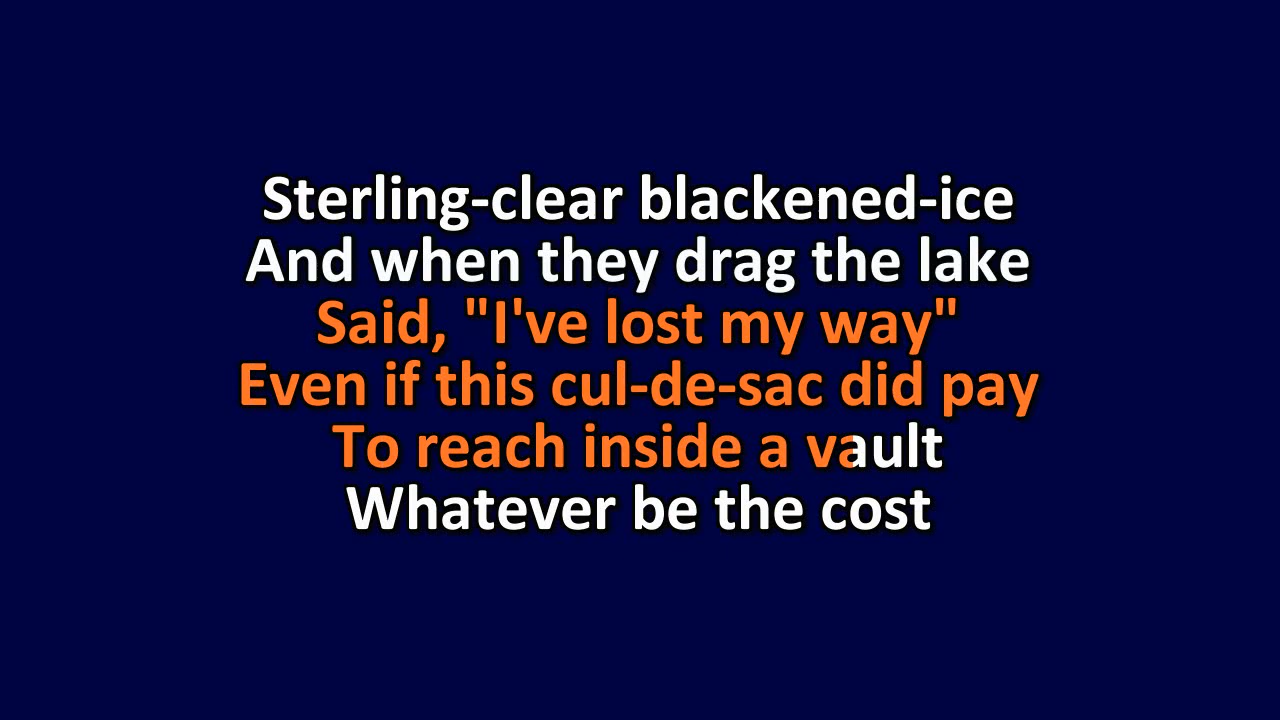 Sterling-clear blackened-ice
And when they drag the lake
Said, "I've lost my way"
Even if this cul-de-sac did pay
To reach inside a vault
Whatever be the cost